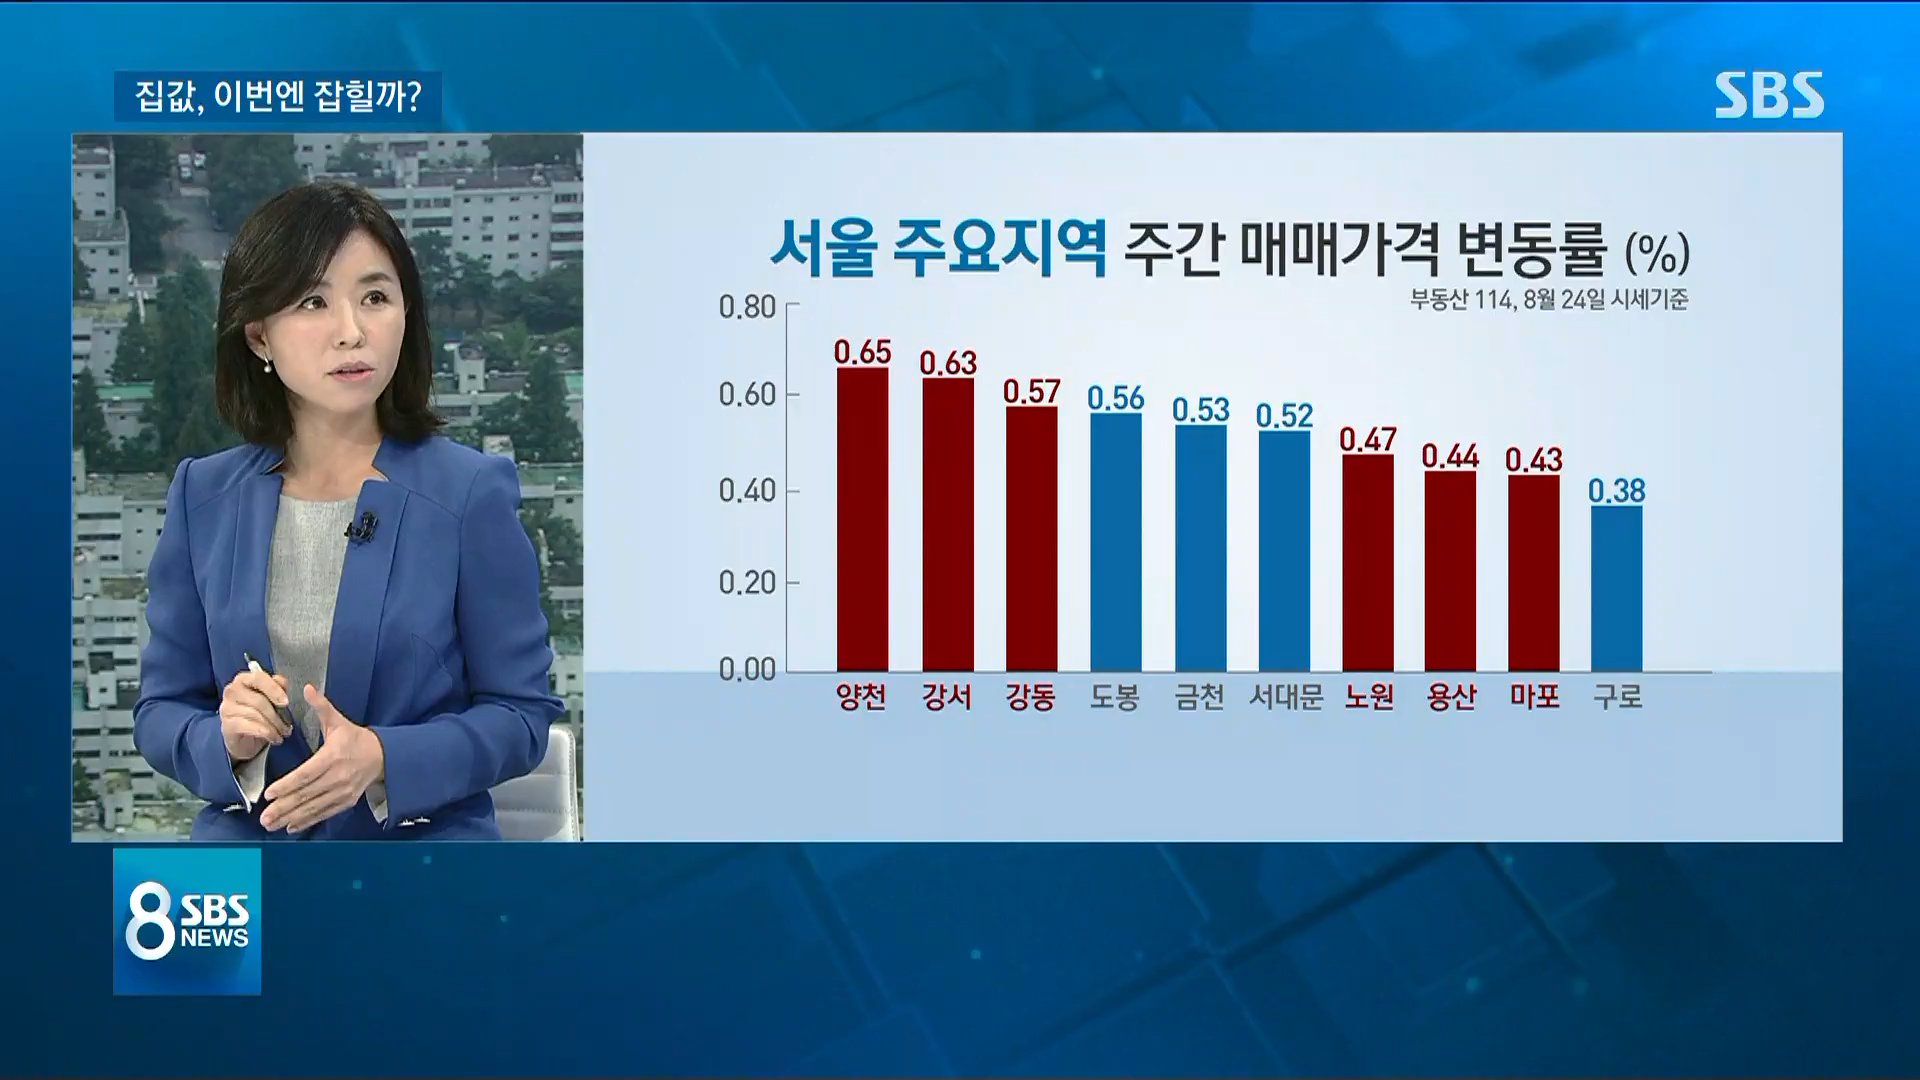 집값, 이번엔 잡힐까?
SBS
서울 주요지역 주간 매매가격 변동률 (%)
부동산 114, 8월 24일 시세기준
0.80
0.60
0.40
0.20
0.00
0.65
0.63
0.57
0.56
0.53
0.52
0.47
0.44
0.43
0.38
양천 강서 강동 도봉 금천 서대문 노원 용산 마포 구로
8 SBS
NEWS